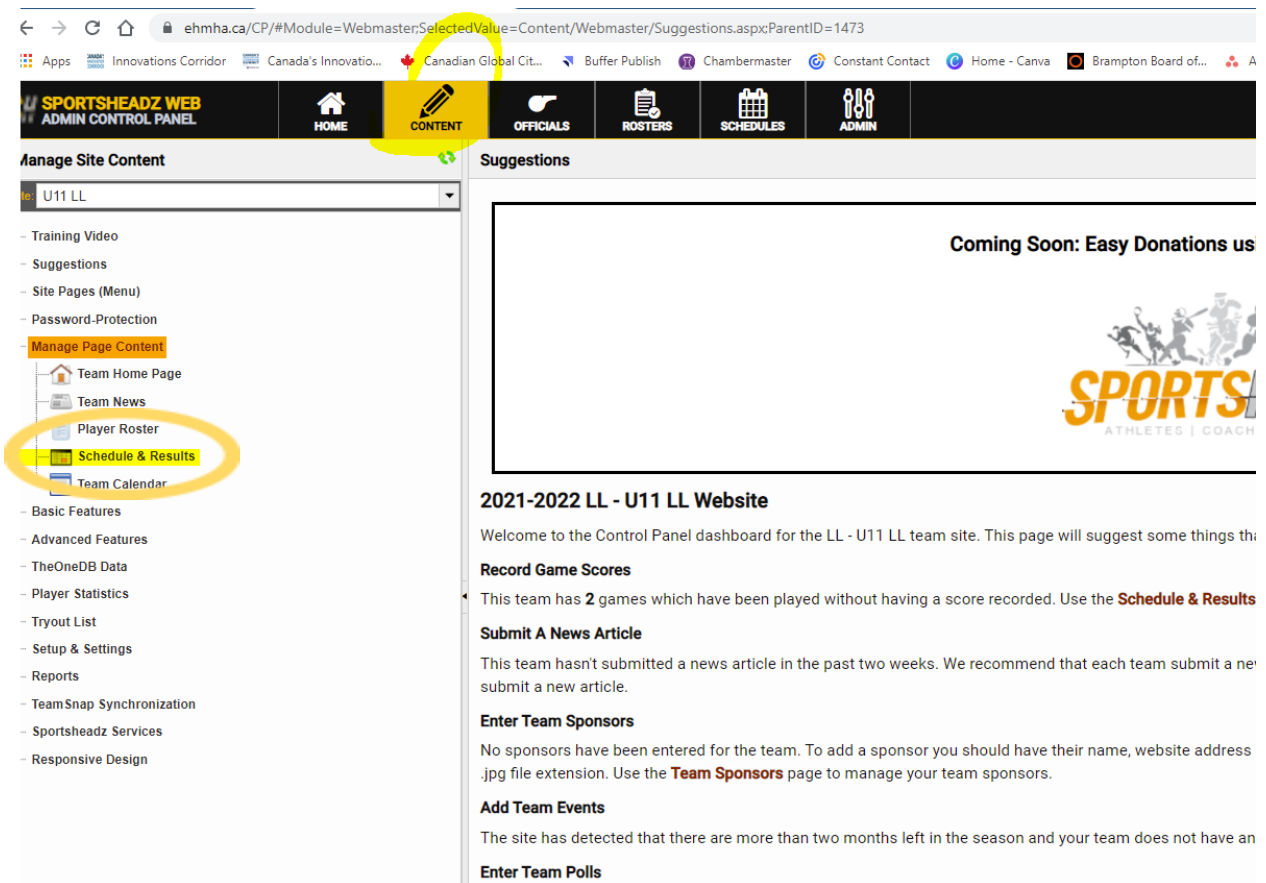 ehmha.ca/CP/#Module=Webmaster;SelectedValue=Content/Webmaster/Suggestions.aspx;ParentID=1473
Apps Innovations Corridor Canada's Innovatio... Canadian Global Cit... Buffer Publish Chambermaster Constant Contact Home - Canva Brampton Board of... A
SPORTSHEADZ WEB
ADMIN CONTROL PANEL
HOME CONTENT OFFICIALS ROSTERS SCHEDULES ADMIN
Manage Site Content
Suggestions
te: U11 LL
Training Video
Suggestions
Site Pages (Menu)
Password-Protection
Manage Page Content
Team Home Page
Team News
Player Roster
Schedule & Results
Team Calendar
Basic Features
Advanced Features
TheOneDB Data
Player Statistics
Tryout List
Setup & Settings
Reports
TeamSnap Synchronization
Sportsheadz Services
Responsive Design
Coming Soon: Easy Donations usi
SPORTS
ATHLETES | COACH
2021-2022 LL - U11 LL Website
Welcome to the Control Panel dashboard for the LL - U11 LL team site. This page will suggest some things tha
Record Game Scores
This team has 2 games which have been played without having a score recorded. Use the Schedule & Results
Submit A News Article
This team hasn't submitted a news article in the past two weeks. We recommend that each team submit a ne
submit a new article.
Enter Team Sponsors
No sponsors have been entered for the team. To add a sponsor you should have their name, website address
.jpg file extension. Use the Team Sponsors page to manage your team sponsors.
Add Team Events
The site has detected that there are more than two months left in the season and your team does not have an
Enter Team Polls